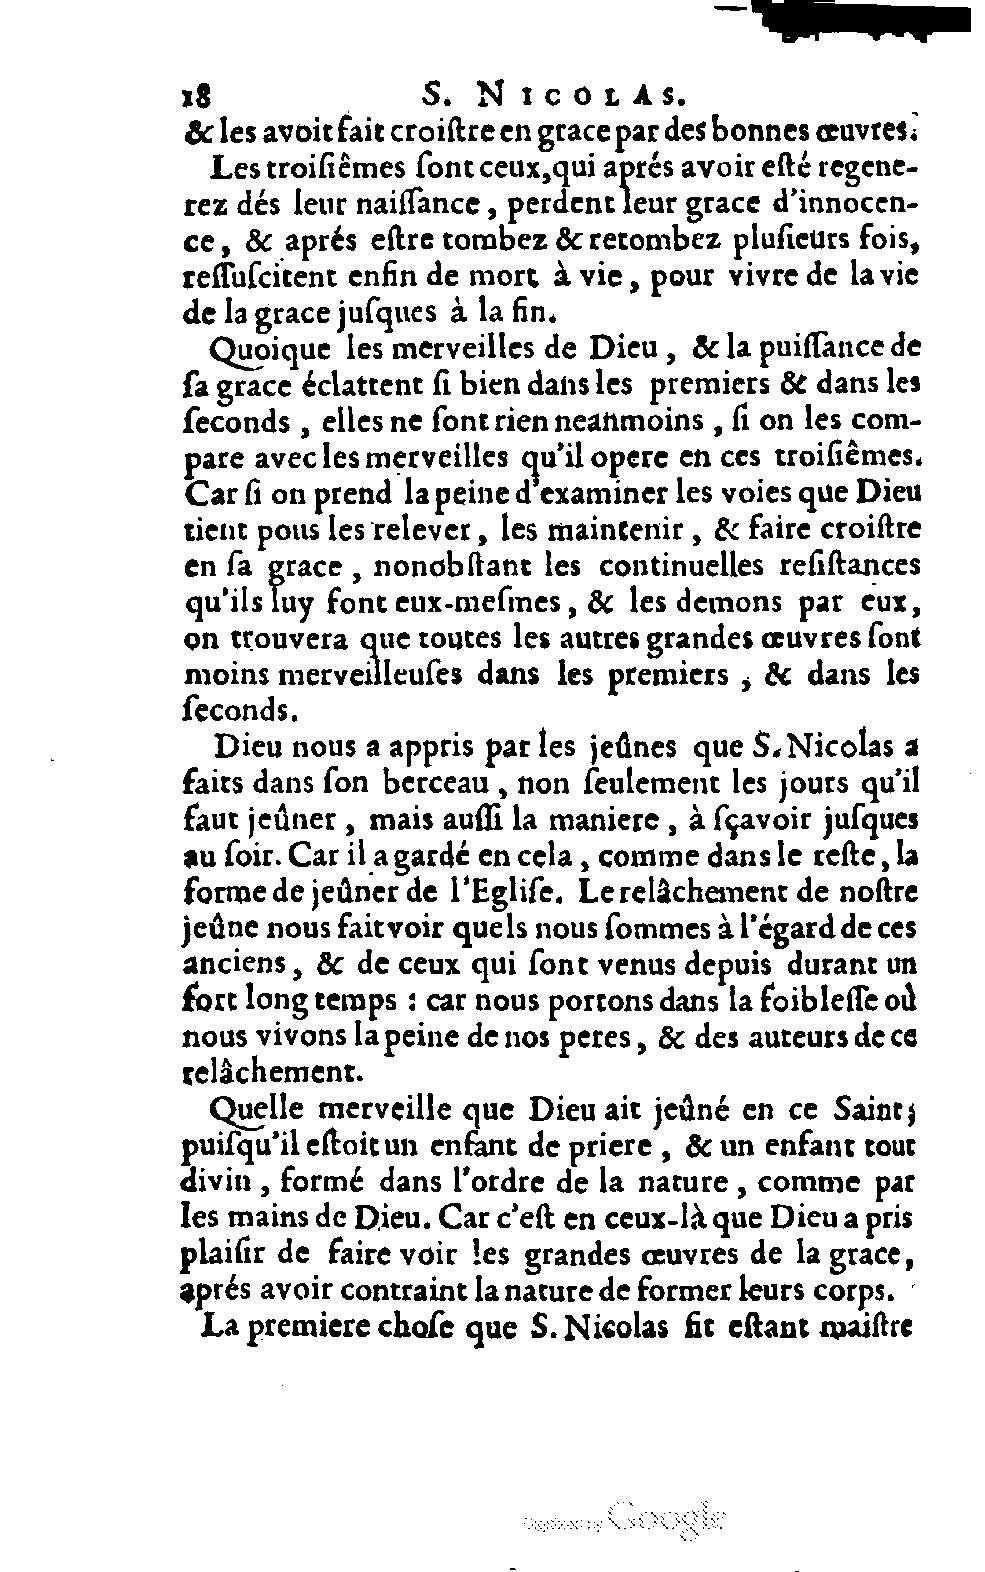 18 S. NICOLAS.
& les avoit fait croiſtre en grace par des bonnes œuvres.
Les troiſiêmes ſont ceux, qui aprés avoir eſté regene-
rez dés leur naiſſance, perdent leur grace d'innocen-
ce, & aprés eſtre tombez & retombez pluſieurs fois,
reſſuſcitent enfin de mort à vie, pour vivre de la vie
de la grace juſques à la fin.
Quoique les merveilles de Dieu, & la puiſſance de
ſa grace éclattent ſi bien dans les premiers & dans les
ſeconds, elles ne ſont rien neanmoins, ſi on les com-
pare avec les merveilles qu'il opere en ces troiſiêmes.
Car ſi on prend la peine d'examiner les voies que Dieu
tient pous les relever, les maintenir, & faire croiſtre
en ſa grace, nonobſtant les continuelles reſiſtances
qu'ils luy font eux-meſmes, & les demons par eux,
on trouvera que toutes les autres grandes œuvres ſont
moins merveilleuſes dans les premiers, & dans les
ſeconds.
Dieu nous a appris par les jeûnes que S. Nicolas a
faits dans ſon berceau, non ſeulement les jours qu'il
faut jeûner, mais auſſi la maniere, à ſçavoir juſques
au ſoir. Car il a gardé en cela, comme dans le reſte, la
forme de jeûner de l'Egliſe. Le relâchement de noſtre
jeûne nous fait voir quels nous ſommes à l'égard de ces
anciens, & de ceux qui ſont venus depuis durant un
fort long temps : car nous portons dans la foibleſſe où
nous vivons la peine de nos peres, & des auteurs de ce
relâchement.
Quelle merveille que Dieu ait jeûné en ce Saint;
puiſqu'il eſtoit un enfant de priere, & un enfant tout
divin, formé dans l'ordre de la nature, comme par
les mains de Dieu. Car c'eſt en ceux-là que Dieu a pris
plaiſir de faire voir les grandes œuvres de la grace,
aprés avoir contraint la nature de former leurs corps.
La premiere choſe que S. Nicolas fit eſtant maiſtre
Digitized by Google